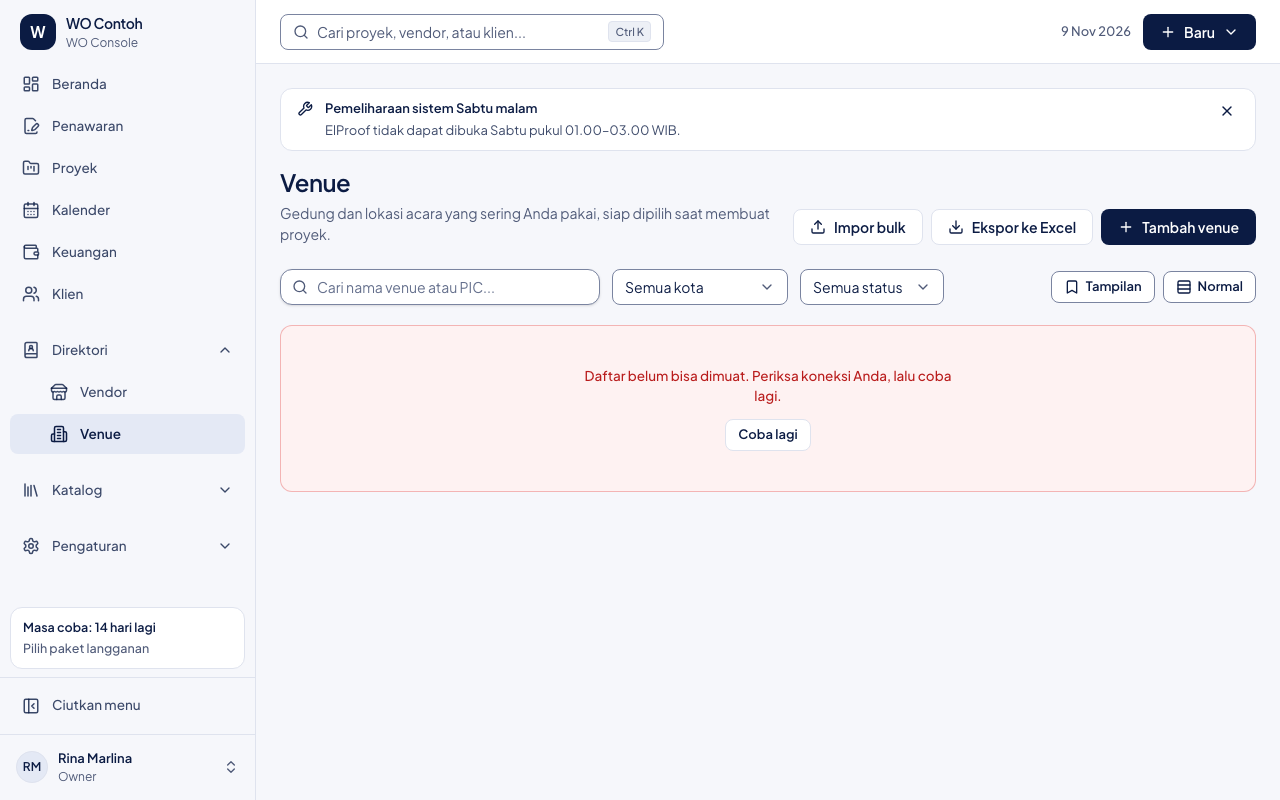 W
WO Contoh
WO Console
Beranda
Penawaran
Proyek
Kalender
Keuangan
Klien
Direktori
Vendor
Venue
Katalog
Pengaturan
Masa coba: 14 hari lagi
Pilih paket langganan
Ciutkan menu
RM
Rina Marlina
Owner
Cari proyek, vendor, atau klien...
Ctrl K
9 Nov 2026
Baru
Pemeliharaan sistem Sabtu malam
ElProof tidak dapat dibuka Sabtu pukul 01.00–03.00 WIB.
Venue
Gedung dan lokasi acara yang sering Anda pakai, siap dipilih saat membuat
proyek.
Impor bulk
Ekspor ke Excel
Tambah venue
Cari nama venue atau PIC...
Semua kota
Semua status
Tampilan
Normal
Daftar belum bisa dimuat. Periksa koneksi Anda, lalu coba
lagi.
Coba lagi